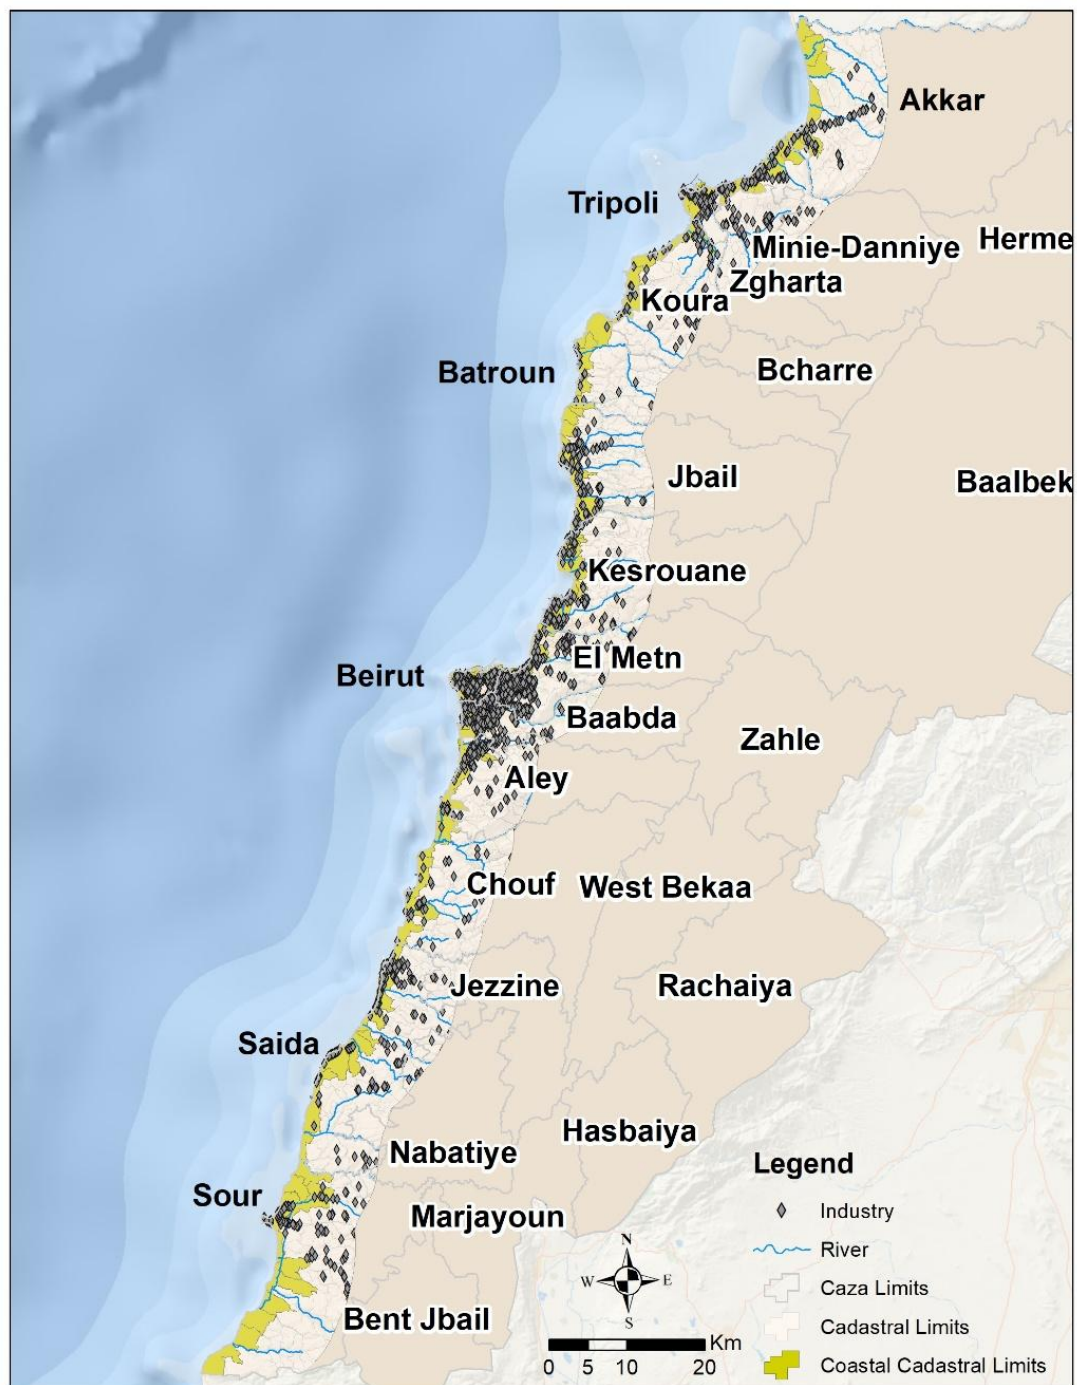 Akkar
Tripoli
Herme
Minie-Danniye
Zgharta
Koura
Batroun
Bcharre
Jbail
Baalbek
Kesrouane
El Metn
Beirut
Baabda
Zahle
Aley
Chouf
West Bekaa
Jezzine
Rachaiya
Saida
Hasbaiya
Nabatiye
Sour
Marjayoun
Bent Jbail
Legend
Industry
River
Caza Limits
Cadastral Limits
Coastal Cadastral Limits
N
W E
S
Km
0 5 10 20